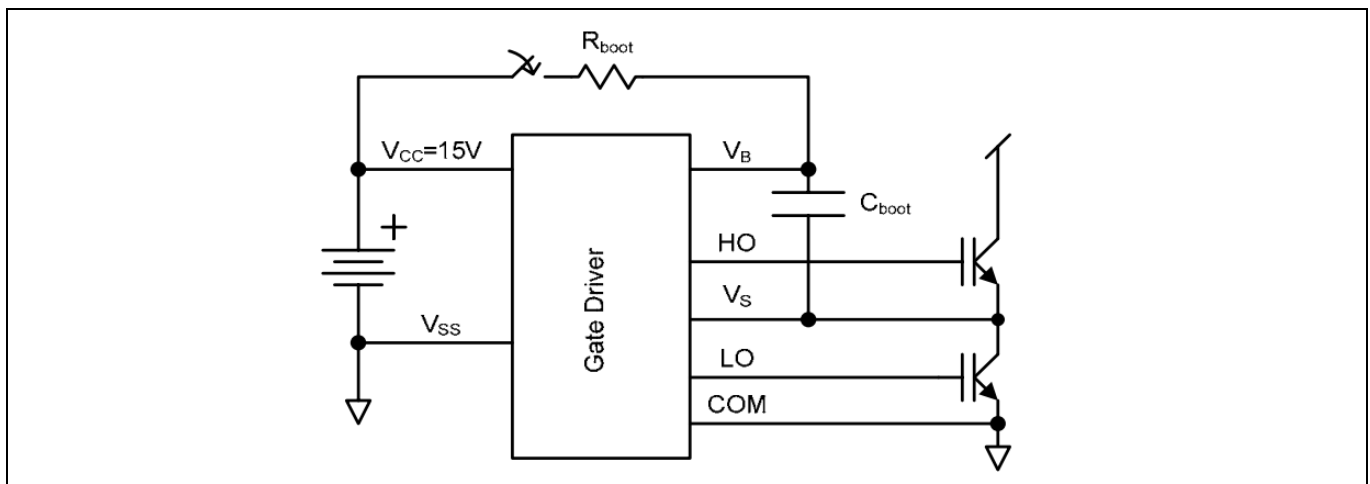 Rboot
VCC=15V
VB
Cboot
HO
VS
Gate Driver
VSS
LO
COM